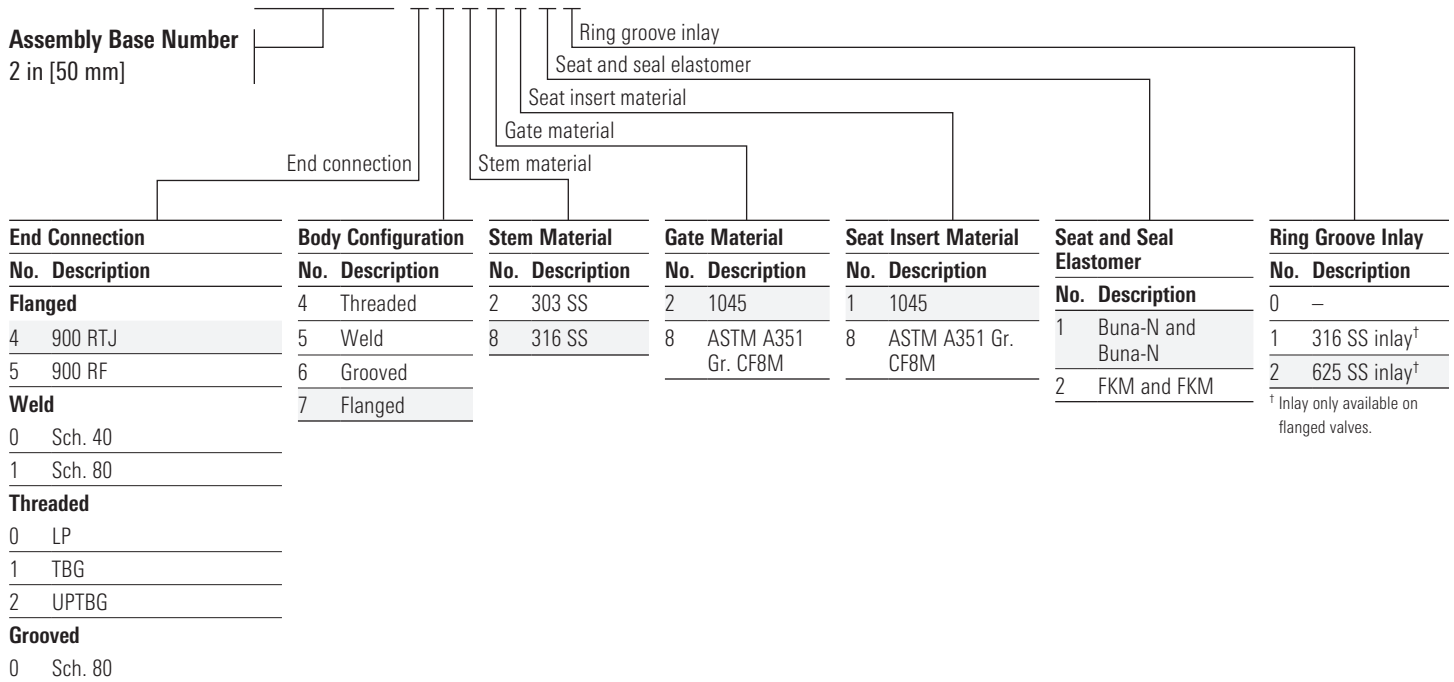 Assembly Base Number
2 in [50 mm]
Ring groove inlay
Seat and seal elastomer
Seat insert material
Gate material
End connection
Stem material
End Connection
No. Description
Flanged
4 900 RTJ
5 900 RF
Weld
0 Sch. 40
1 Sch. 80
Threaded
0 LP
1 TBG
2 UPTBG
Grooved
0 Sch. 80
Body Configuration
No. Description
4 Threaded
5 Weld
6 Grooved
7 Flanged
Stem Material
No. Description
2 303 SS
8 316 SS
Gate Material
No. Description
2 1045
8 ASTM A351
Gr. CF8M
Seat Insert Material
No. Description
1 1045
8 ASTM A351 Gr.
CF8M
Seat and Seal
Elastomer
No. Description
1 Buna-N and
Buna-N
2 FKM and FKM
Ring Groove Inlay
No. Description
0 –
1 316 SS inlay†
2 625 SS inlay†
† Inlay only available on
flanged valves.